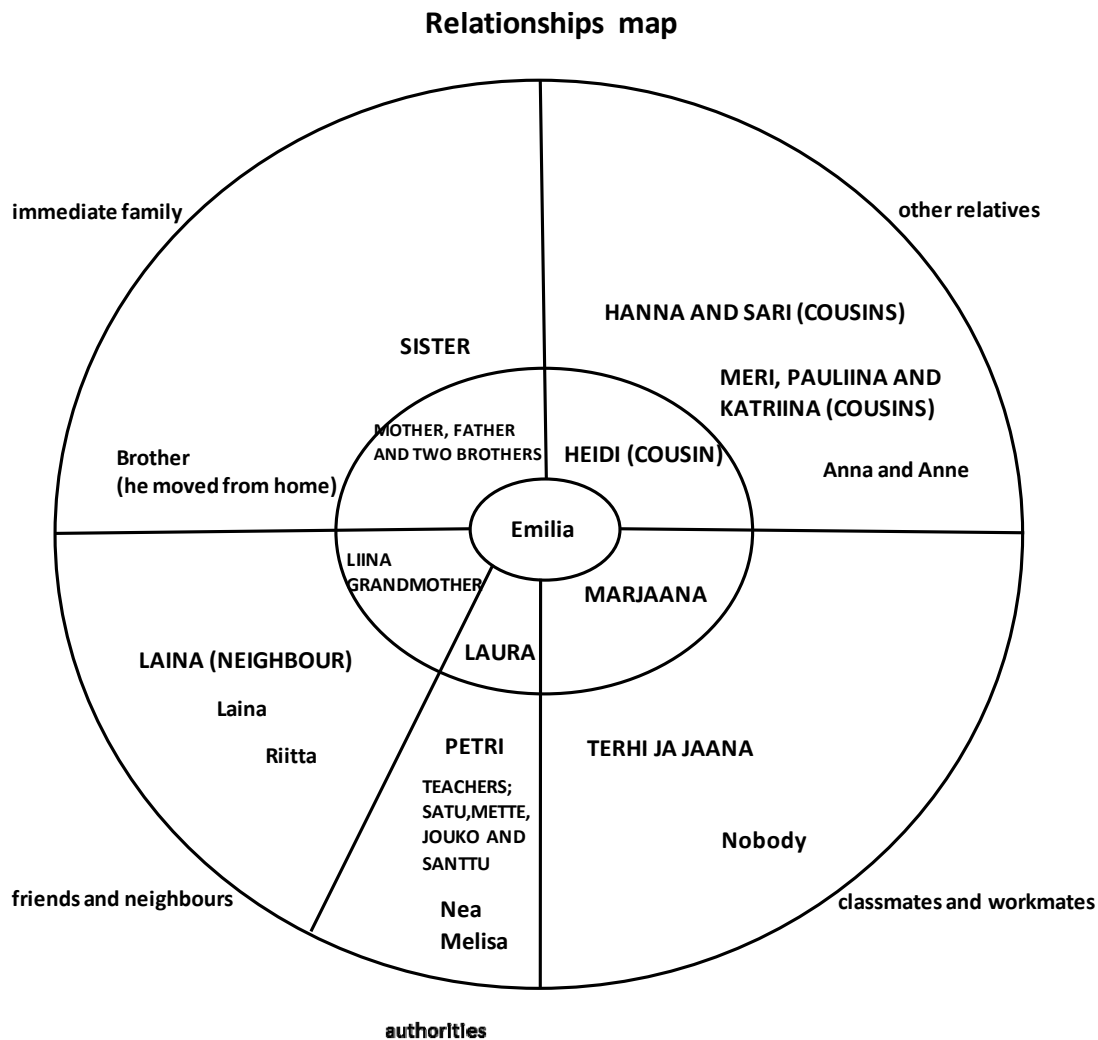 Relationships map
immediate family
other relatives
HANNA AND SARI (COUSINS)
SISTER
MERI, PAULIINA AND
KATRIINA (COUSINS)
MOTHER, FATHER
AND TWO BROTHERS
HEIDI (COUSIN)
Anna and Anne
Brother
(he moved from home)
Emilia
LIINA
GRANDMOTHER
MARJAANA
LAURA
LAINA (NEIGHBOUR)
Laina
Riitta
PETRI
TEACHERS;
SATU,METTE,
JOUKO AND
SANTTU
Nea
Melisa
TERHI JA JAANA
Nobody
friends and neighbours
classmates and workmates
authorities